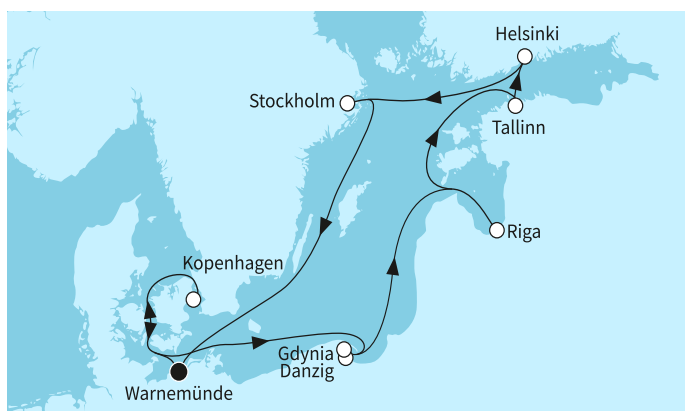 Helsinki
Stockholm
Tallinn
Riga
Kopenhagen
Gdynia
Danzig
Warnemünde